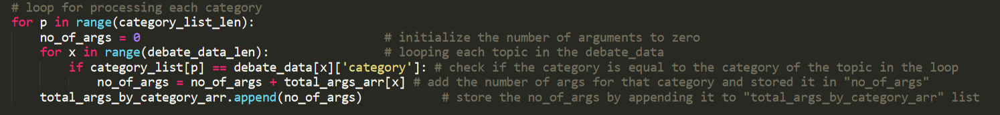 # loop for processing each category
for p in range(category_list_len):
    no_of_args = 0                                  # initialize the number of arguments to zero
    for x in range(debate_data_len):                # looping each topic in the debate_data
        if category_list[p] == debate_data[x]['category']: # check if the category is equal to the category of the topic in the loop
            no_of_args = no_of_args + total_args_arr[x] # add the number of args for that category and stored it in "no_of_args"
    total_args_by_category_arr.append(no_of_args)           # store the no_of_args by appending it to "total_args_by_category_arr" list